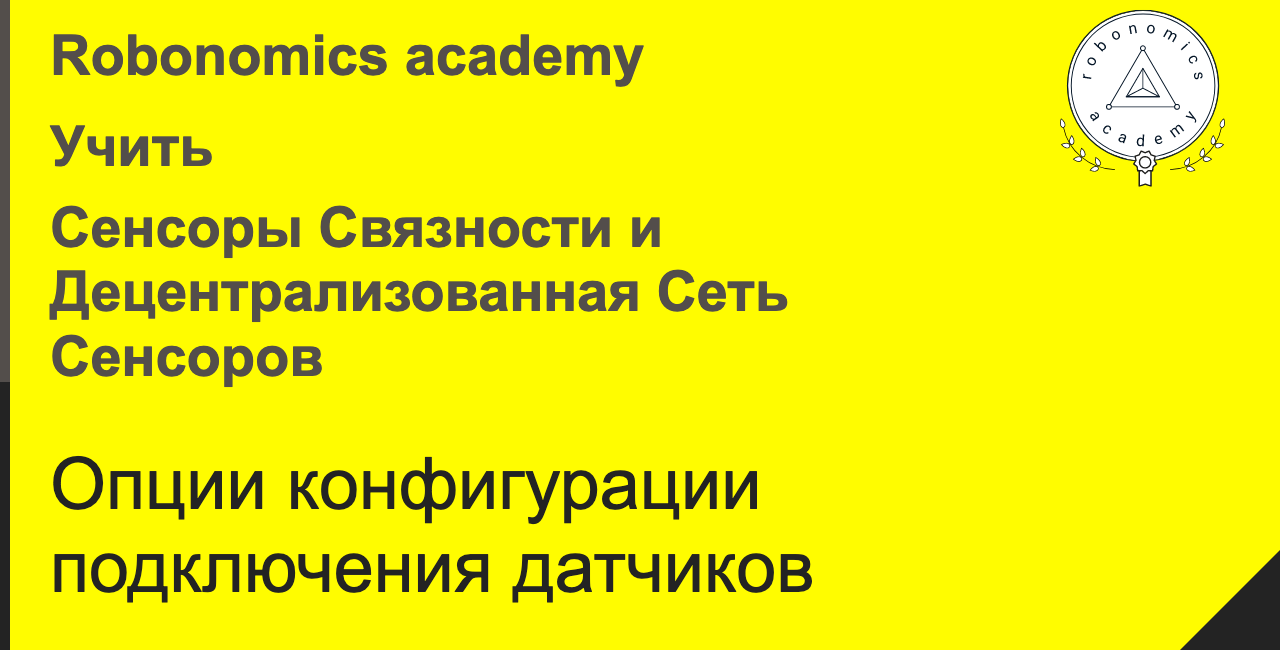 Robonomics academy
Учить
Сенсоры Связности и
Децентрализованная Сеть
Сенсоров
Опции конфигурации
подключения датчиков
robonomics
academy